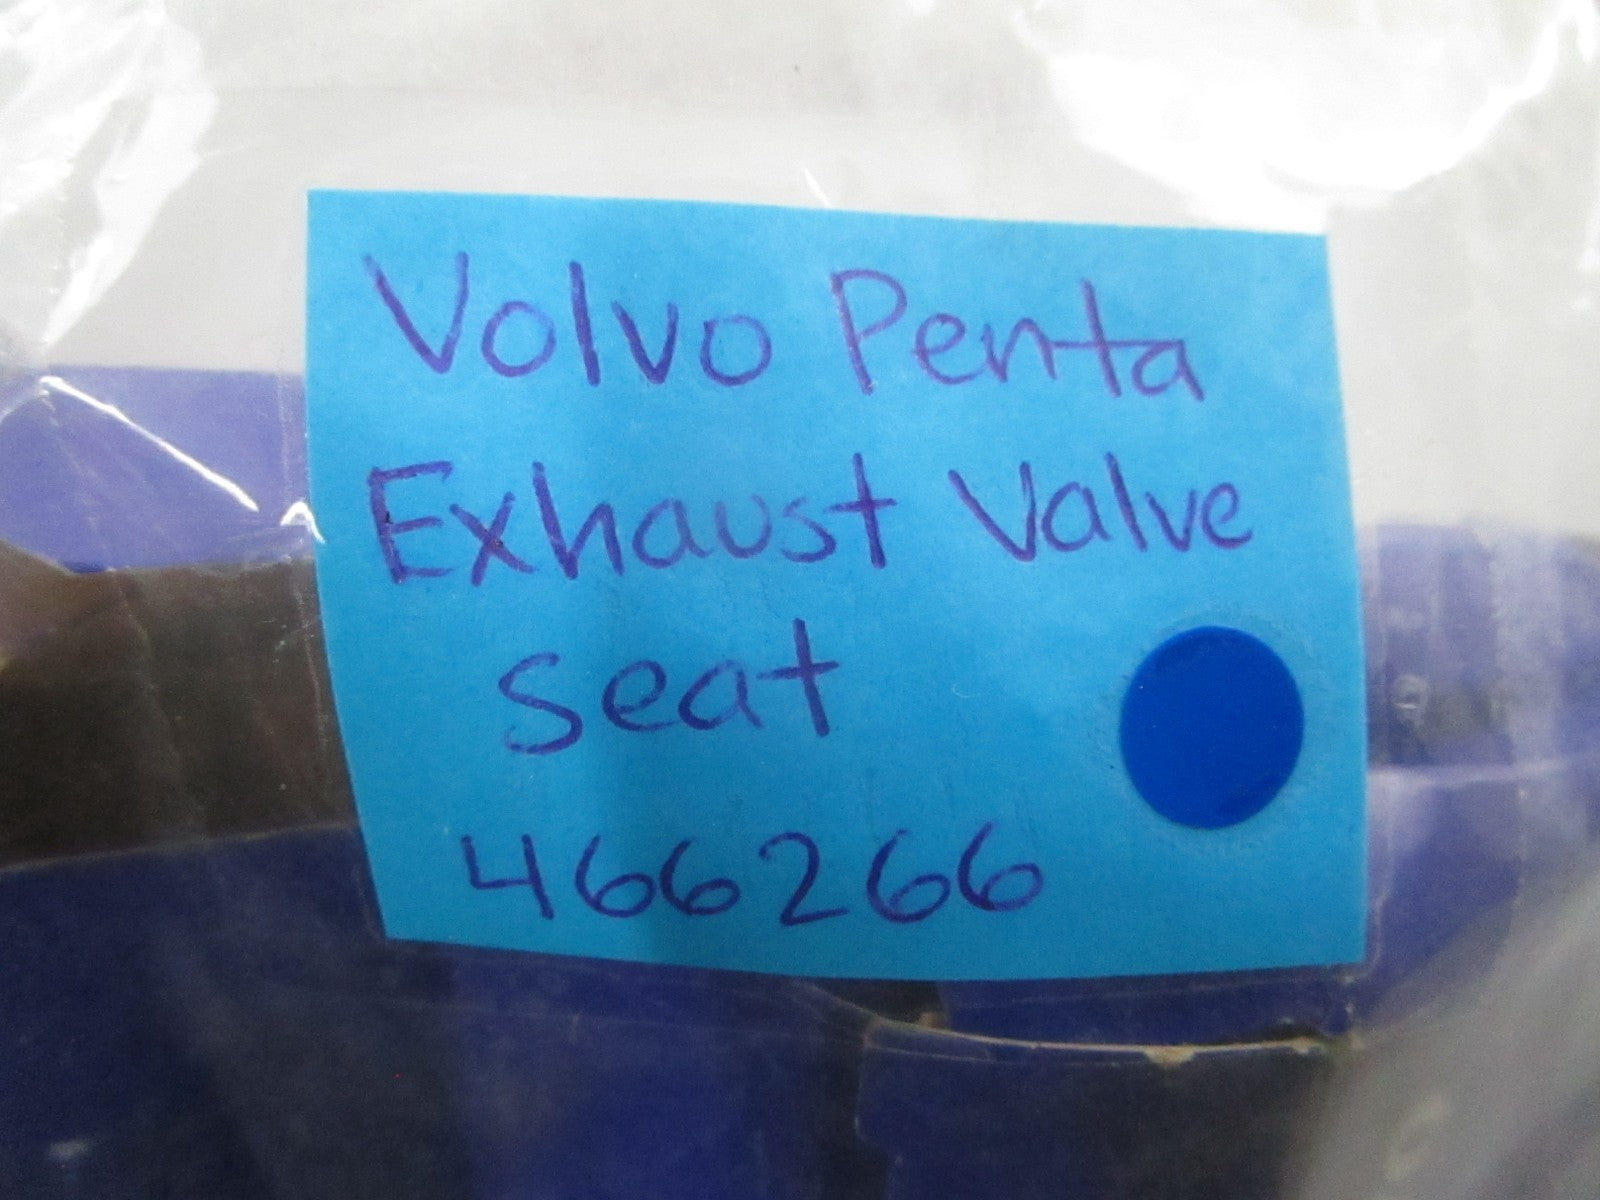 Volvo Penta
Exhaust Valve
seat
466266